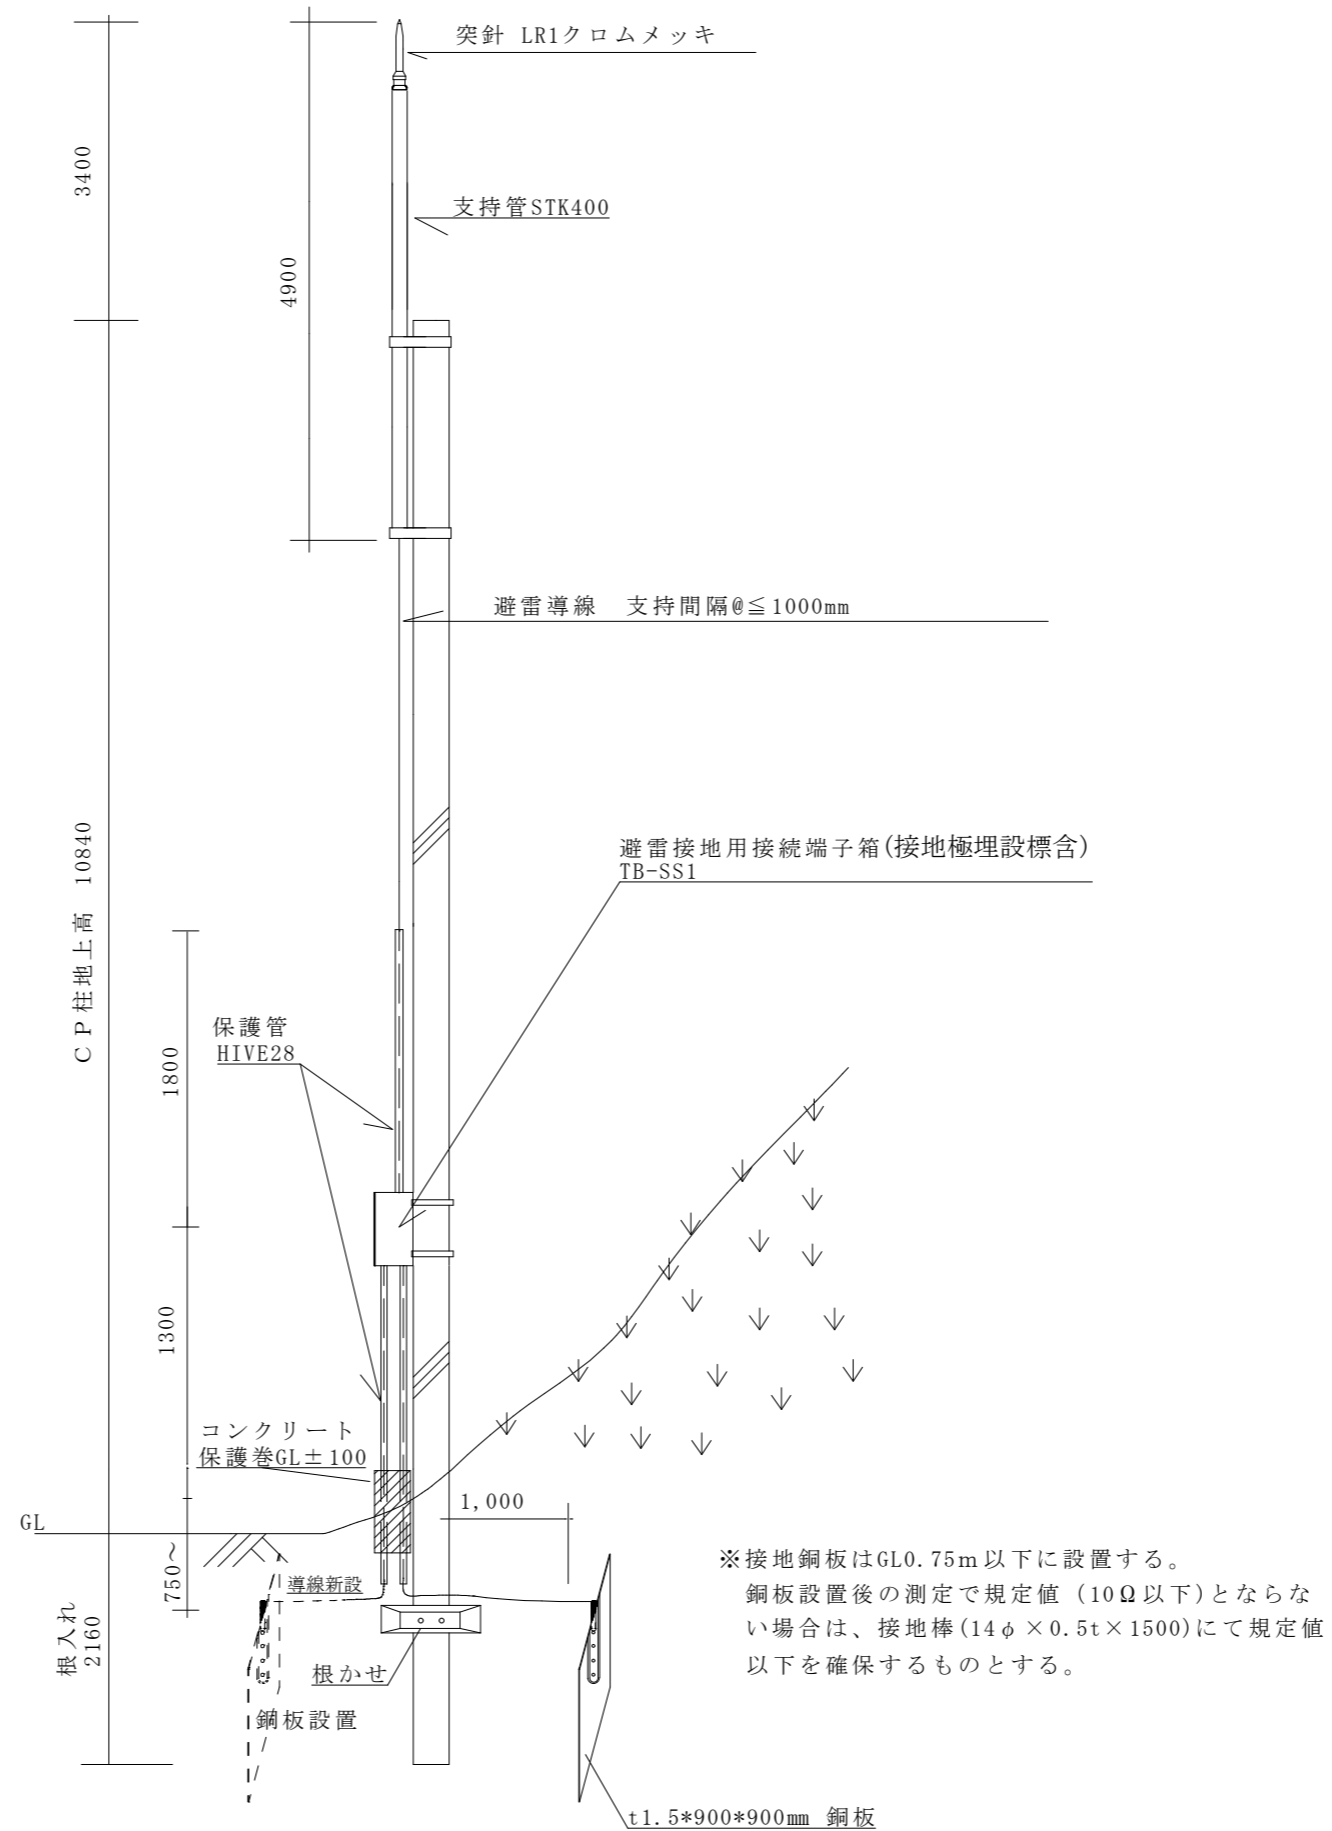 突針 LR1クロムメッキ
3400
支持管STK400
4900
避雷導線　支持間隔@≦1000mm
CP柱地上高 10840
避雷接地用接続端子箱(接地極埋設標含)
TB-SS1
保護管
HIVE28
1800
1300
コンクリート
保護巻GL±100
1,000
GL
750～
導線新設
根入れ
2160
根かせ
銅板設置
※接地銅板はGL0.75m以下に設置する。
銅板設置後の測定で規定値 (10Ω以下)とならな
い場合は、接地棒(14φ×0.5t×1500)にて規定値
以下を確保するものとする。
t1.5*900*900mm 銅板